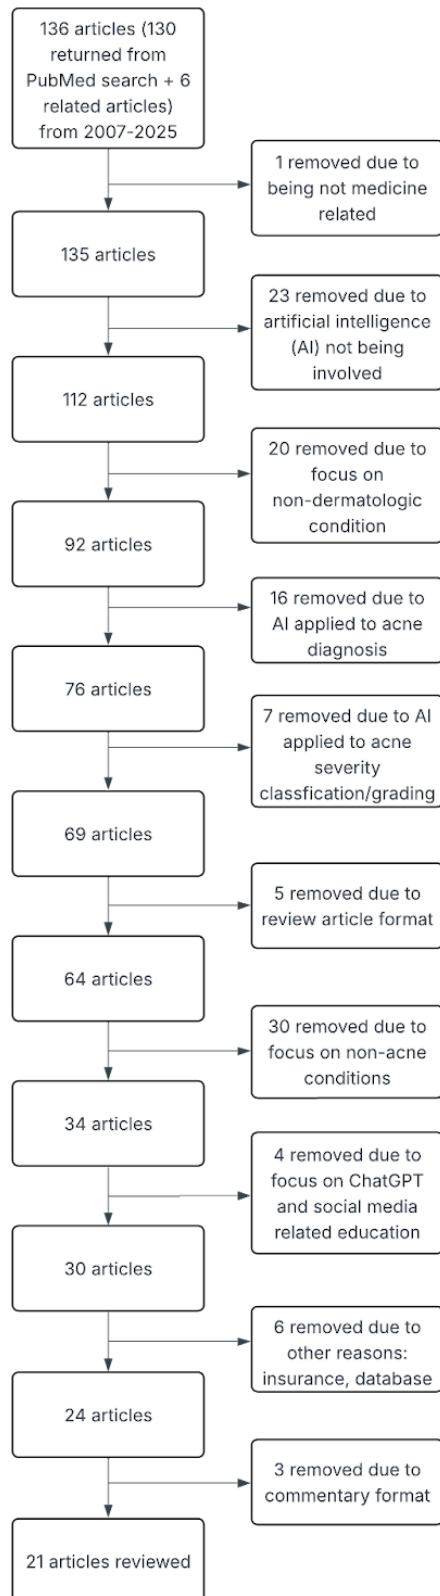 136 articles (130
returned from
PubMed search + 6
related articles)
from 2007-2025
1 removed due to
being not medicine
related
135 articles
23 removed due to
artificial intelligence
(AI) not being
involved
112 articles
20 removed due to
focus on
non-dermatologic
condition
92 articles
16 removed due to
AI applied to acne
diagnosis
76 articles
7 removed due to AI
applied to acne
severity
classfication/grading
69 articles
5 removed due to
review article format
64 articles
30 removed due to
focus on non-acne
conditions
34 articles
4 removed due to
focus on ChatGPT
and social media
related education
30 articles
6 removed due to
other reasons:
insurance, database
24 articles
3 removed due to
commentary format
21 articles reviewed